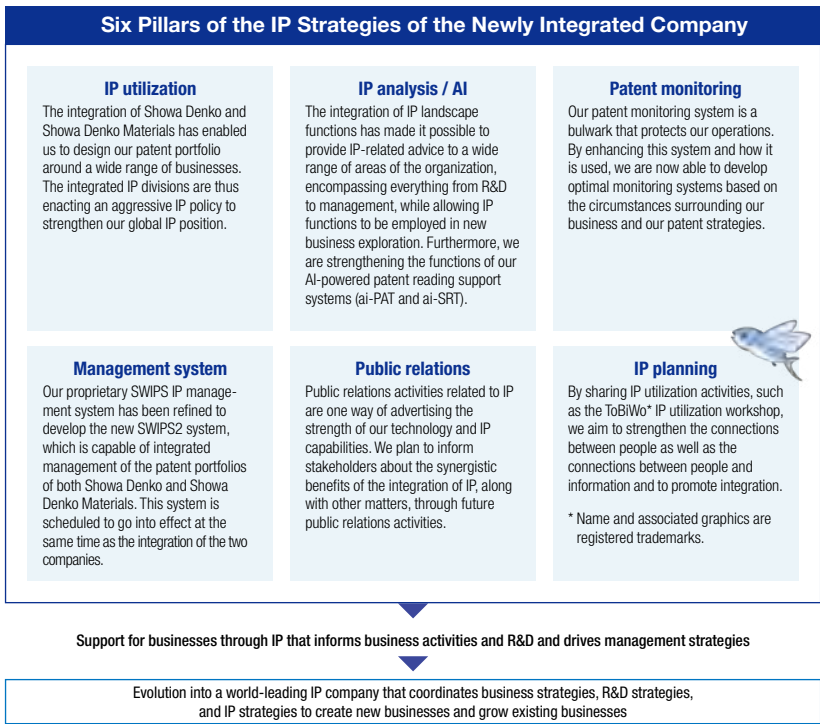 Six Pillars of the IP Strategies of the Newly Integrated Company
IP utilization
The integration of Showa Denko and
Showa Denko Materials has enabled
us to design our patent portfolio
around a wide range of businesses.
The integrated IP divisions are thus
enacting an aggressive IP policy to
strengthen our global IP position.
IP analysis / AI
The integration of IP landscape
functions has made it possible to
provide IP-related advice to a wide
range of areas of the organization,
encompassing everything from R&D
to management, while allowing IP
functions to be employed in new
business exploration. Furthermore, we
are strengthening the functions of our
AI-powered patent reading support
systems (ai-PAT and ai-SRT).
Patent monitoring
Our patent monitoring system is a
bulwark that protects our operations.
By enhancing this system and how it
is used, we are now able to develop
optimal monitoring systems based on
the circumstances surrounding our
business and our patent strategies.
Management system
Our proprietary SWIPS IP manage-
ment system has been refined to
develop the new SWIPS2 system,
which is capable of integrated
management of the patent portfolios
of both Showa Denko and Showa
Denko Materials. This system is
scheduled to go into effect at the
same time as the integration of the two
companies.
Public relations
Public relations activities related to IP
are one way of advertising the
strength of our technology and IP
capabilities. We plan to inform
stakeholders about the synergistic
benefits of the integration of IP, along
with other matters, through future
public relations activities.
IP planning
By sharing IP utilization activities, such
as the ToBiWo* IP utilization workshop,
we aim to strengthen the connections
between people as well as the
connections between people and
information and to promote integration.
* Name and associated graphics are
registered trademarks.
Support for businesses through IP that informs business activities and R&D and drives management strategies
Evolution into a world-leading IP company that coordinates business strategies, R&D strategies,
and IP strategies to create new businesses and grow existing businesses